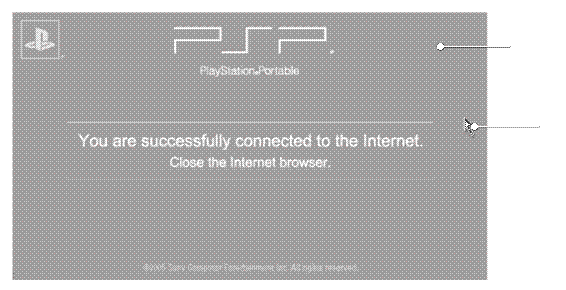 PSP
PlayStation®Portable
You are successfully connected to the Internet.
Close the Internet browser.
©2005 Sony Computer Entertainment Inc. All rights reserved.